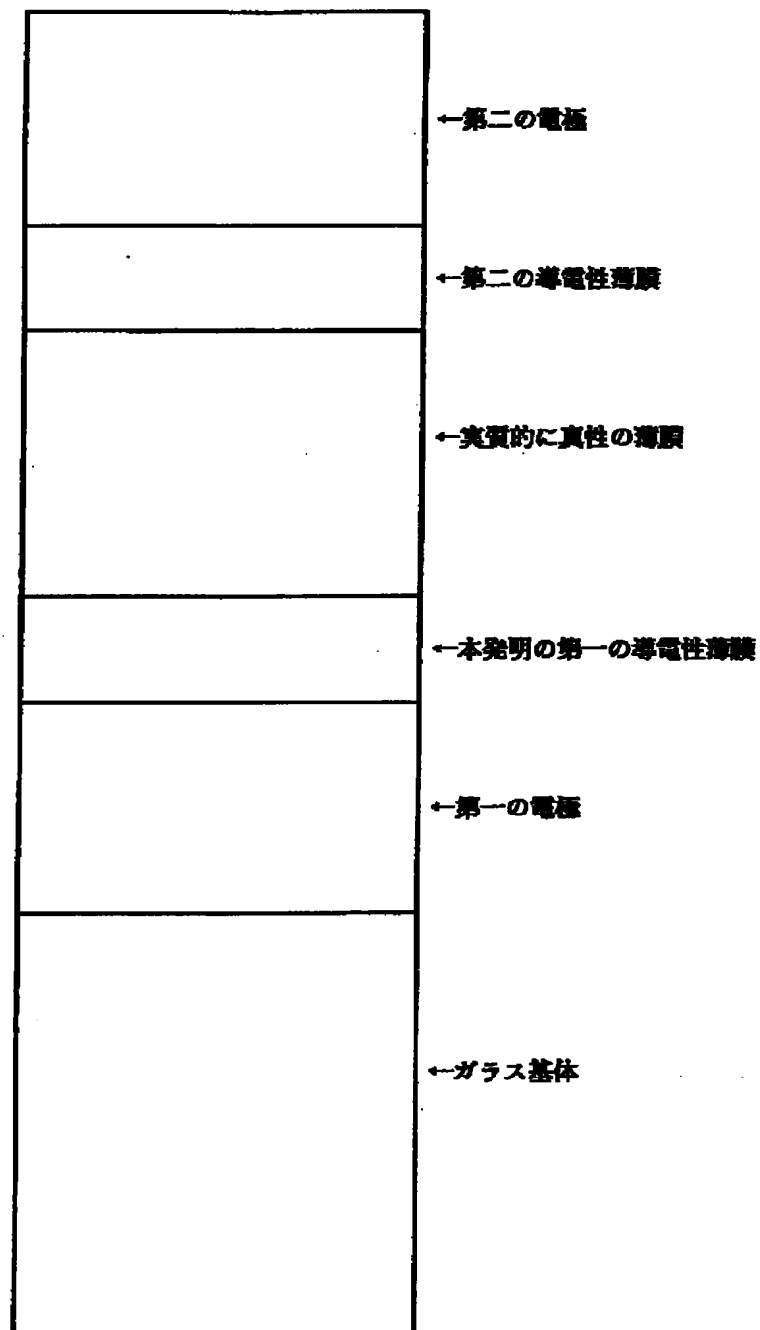 ←第二の電極
←第二の導電性薄膜
←実質的に真性の薄膜
←本発明の第一の導電性薄膜
←第一の電極
←ガラス基体